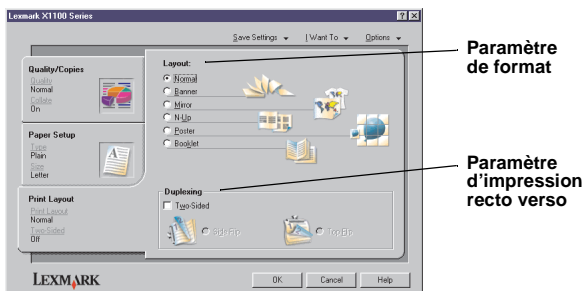 Lexmark X1100 Series
Save Settings
I Want To
Options
Quality/Copies
Quality
Normal
Collate
On
Paper Setup
Type
Plain
Size
Letter
Print Layout
Print Layout
Normal
Two-Sided
Off
Layout:
Normal
Banner
Mirror
N-Up
Poster
Booklet
Duplexing
Two-Sided
Side Flip
Top Flip
LEXMARK
OK
Cancel
Help
Paramètre
de format
Paramètre
d'impression
recto verso